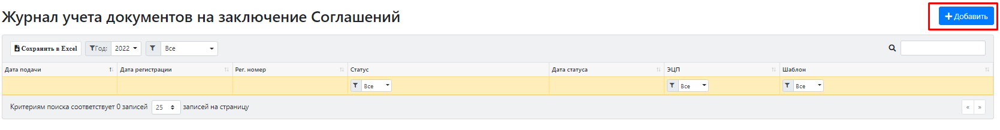 Журнал учета документов на заключение Соглашений
Добавить
Сохранить в Excel Год: 2022 Все
Дата подачи Дата регистрации Рег. номер Статус Дата статуса ЭЦП Шаблон
Все Все Все
Критериям поиска соответствует 0 записей 25 записей на страницу « »